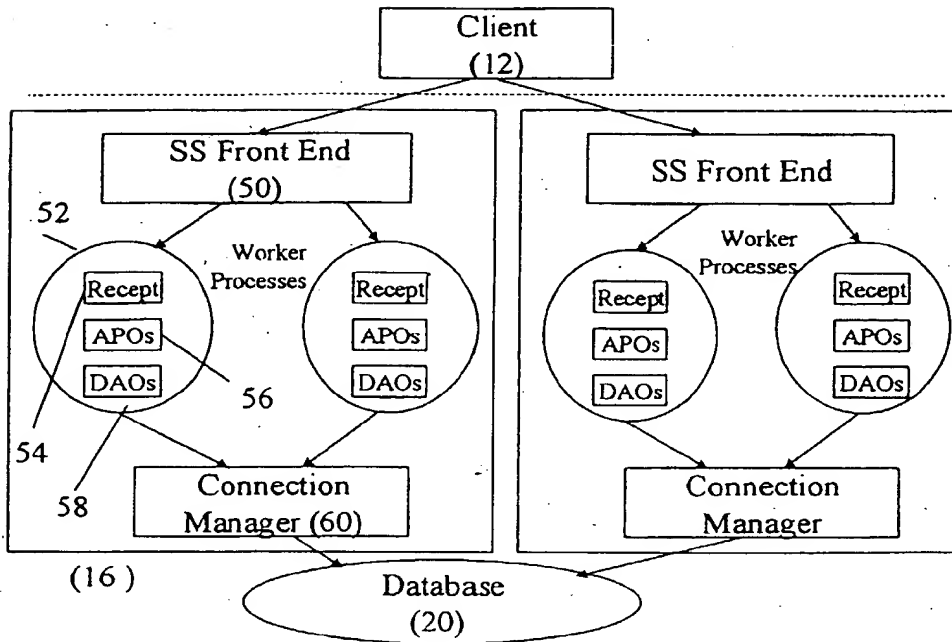 Client
(12)
SS Front End
(50)
SS Front End
52
Worker
Processes
Worker
Processes
Recept
APOs
DAOs
Recept
APOs
DAOs
Recept
APOs
DAOs
Recept
APOs
DAOs
56
54
58
Connection
Manager (60)
Connection
Manager
(16 )
Database
(20)